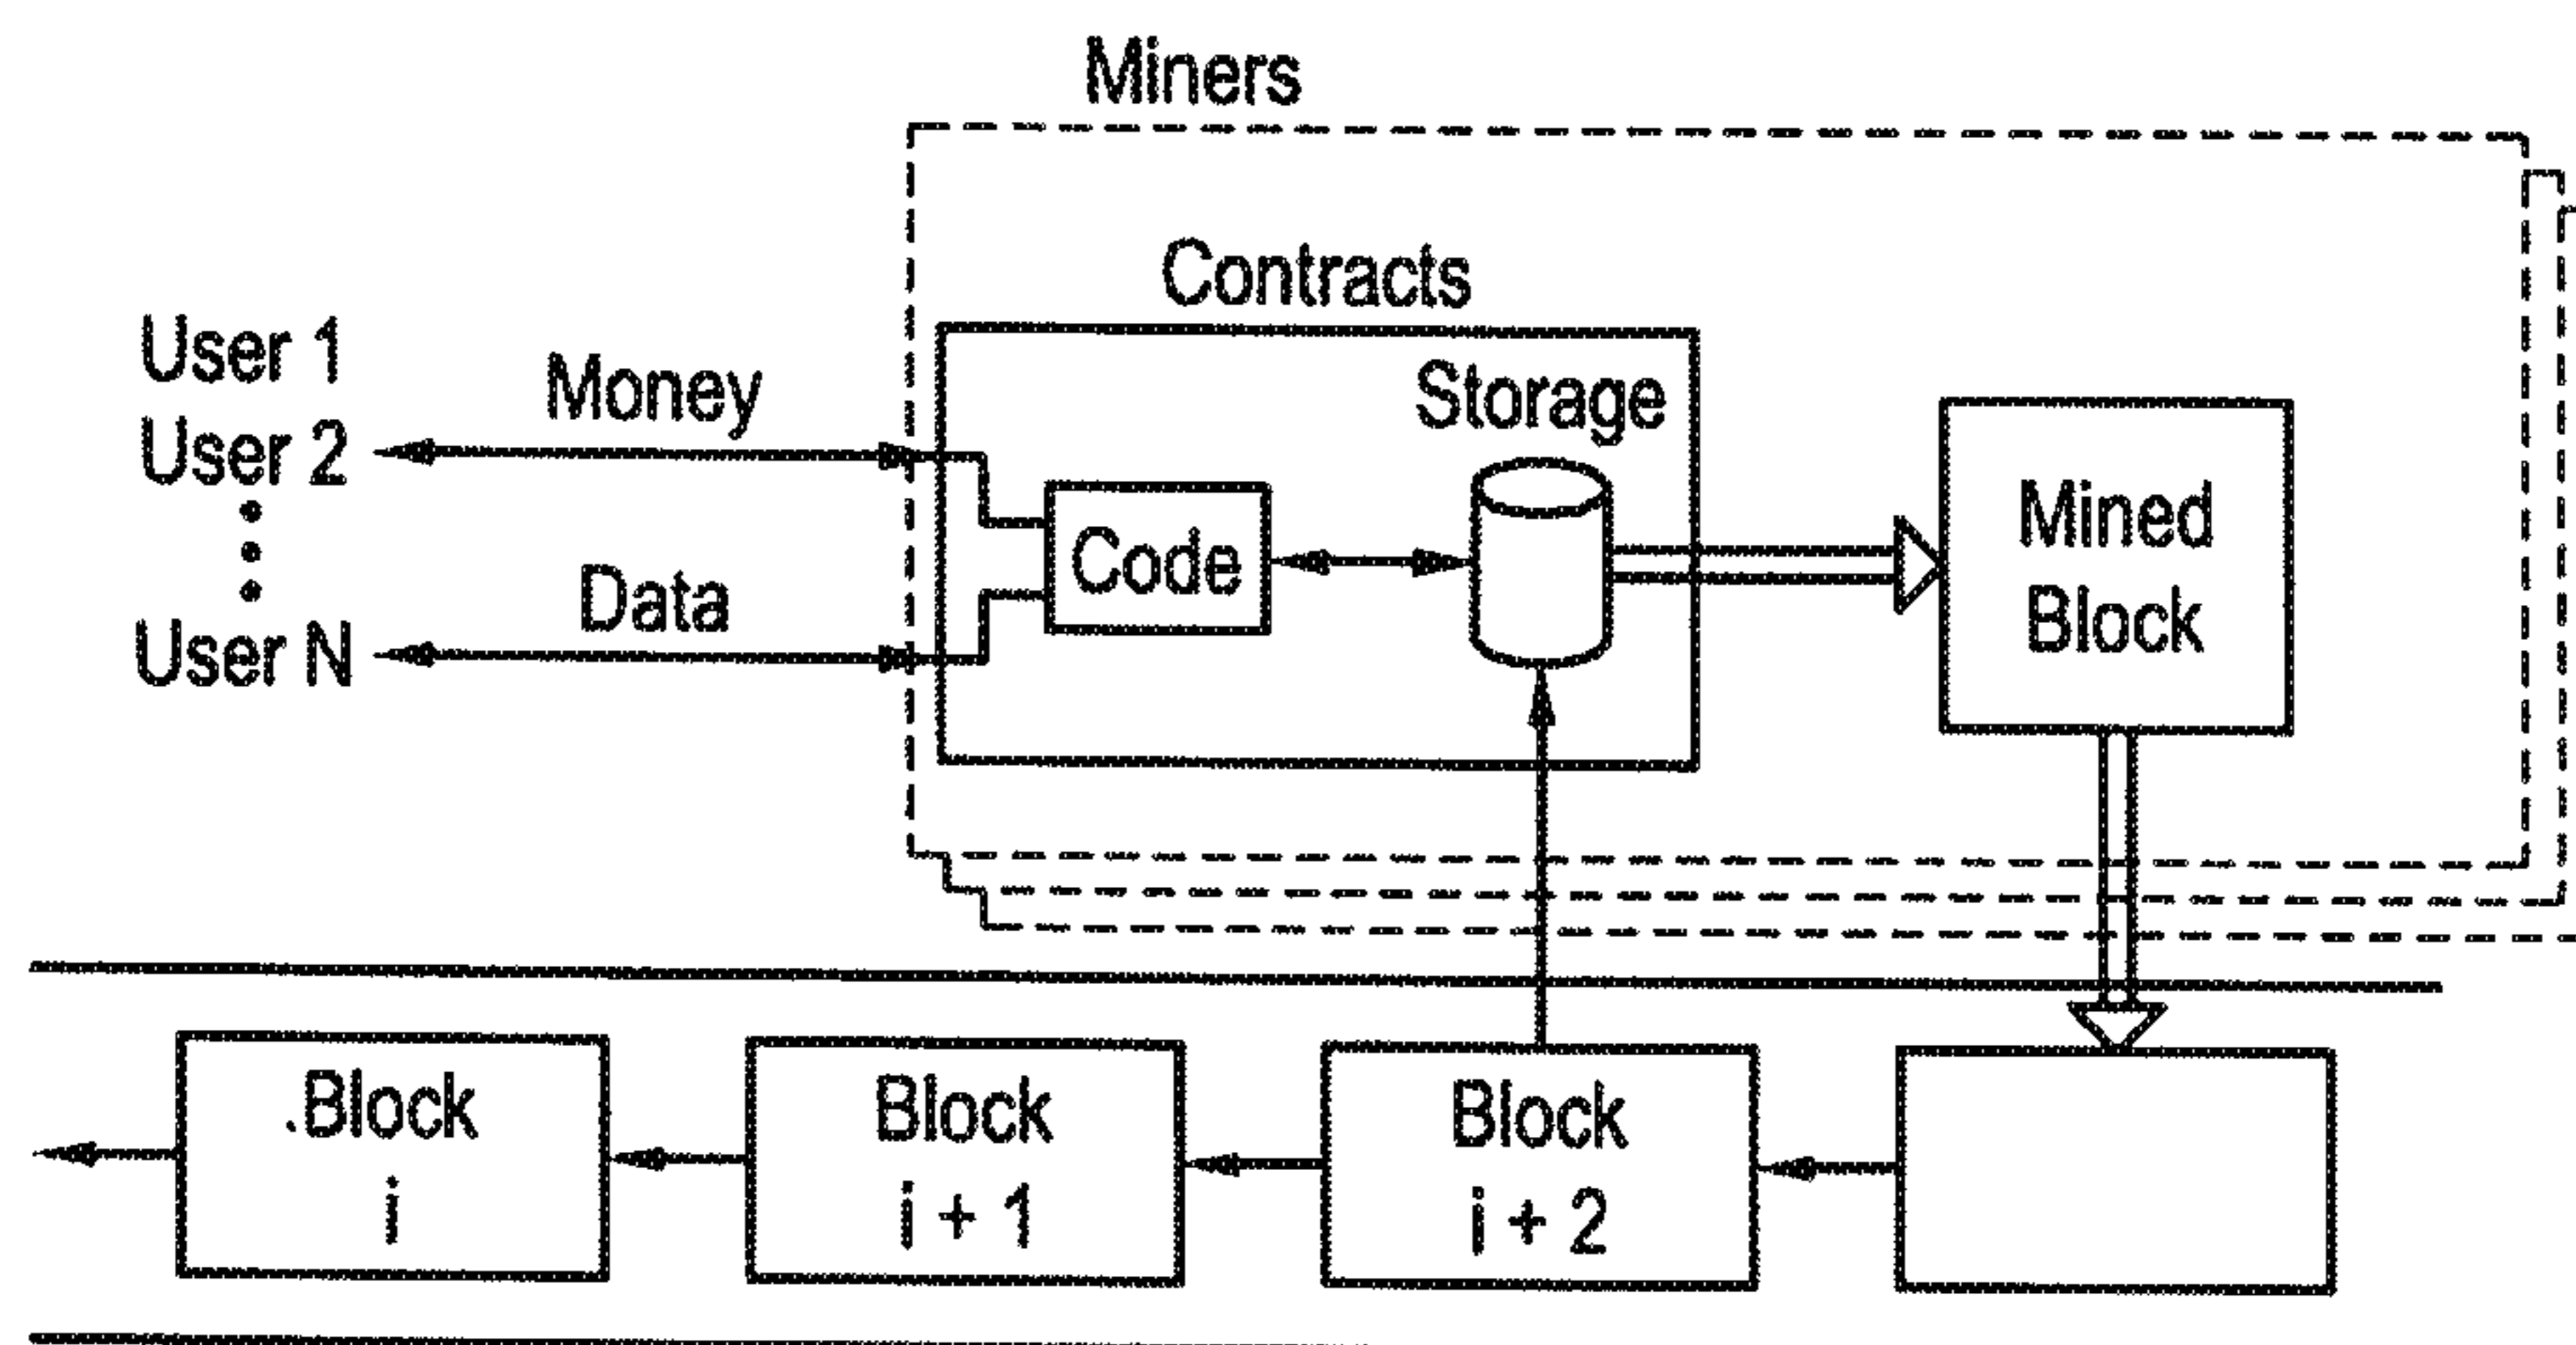 Miners
Contracts
User 1
User 2
User N
Money
Data
Code
Storage
Mined
Block
.Block
i
Block
i + 1
Block
i + 2